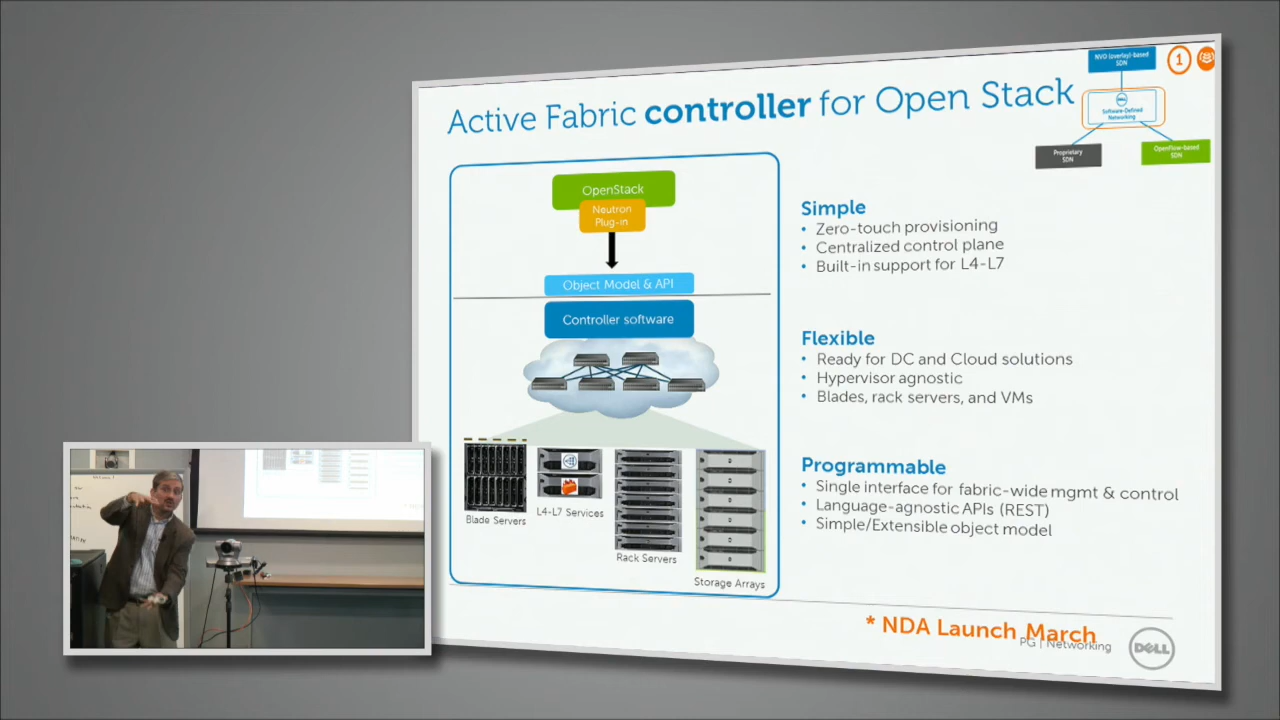 Active Fabric controller for Open Stack
NVO (overlay)-based
SDN
1
DELL
Software-Defined
Networking
Proprietary
SDN
Openflow-based
SDN
OpenStack
Neutron
Plug-in
Object Model & API
Controller software
Blade Servers
L4-L7 Services
Rack Servers
Storage Arrays
Simple
• Zero-touch provisioning
• Centralized control plane
• Built-in support for L4-L7
Flexible
• Ready for DC and Cloud solutions
• Hypervisor agnostic
• Blades, rack servers, and VMs
Programmable
• Single interface for fabric-wide mgmt & control
• Language-agnostic APIs (REST)
• Simple/Extensible object model
* NDA Launch March
PG | Networking
DELL